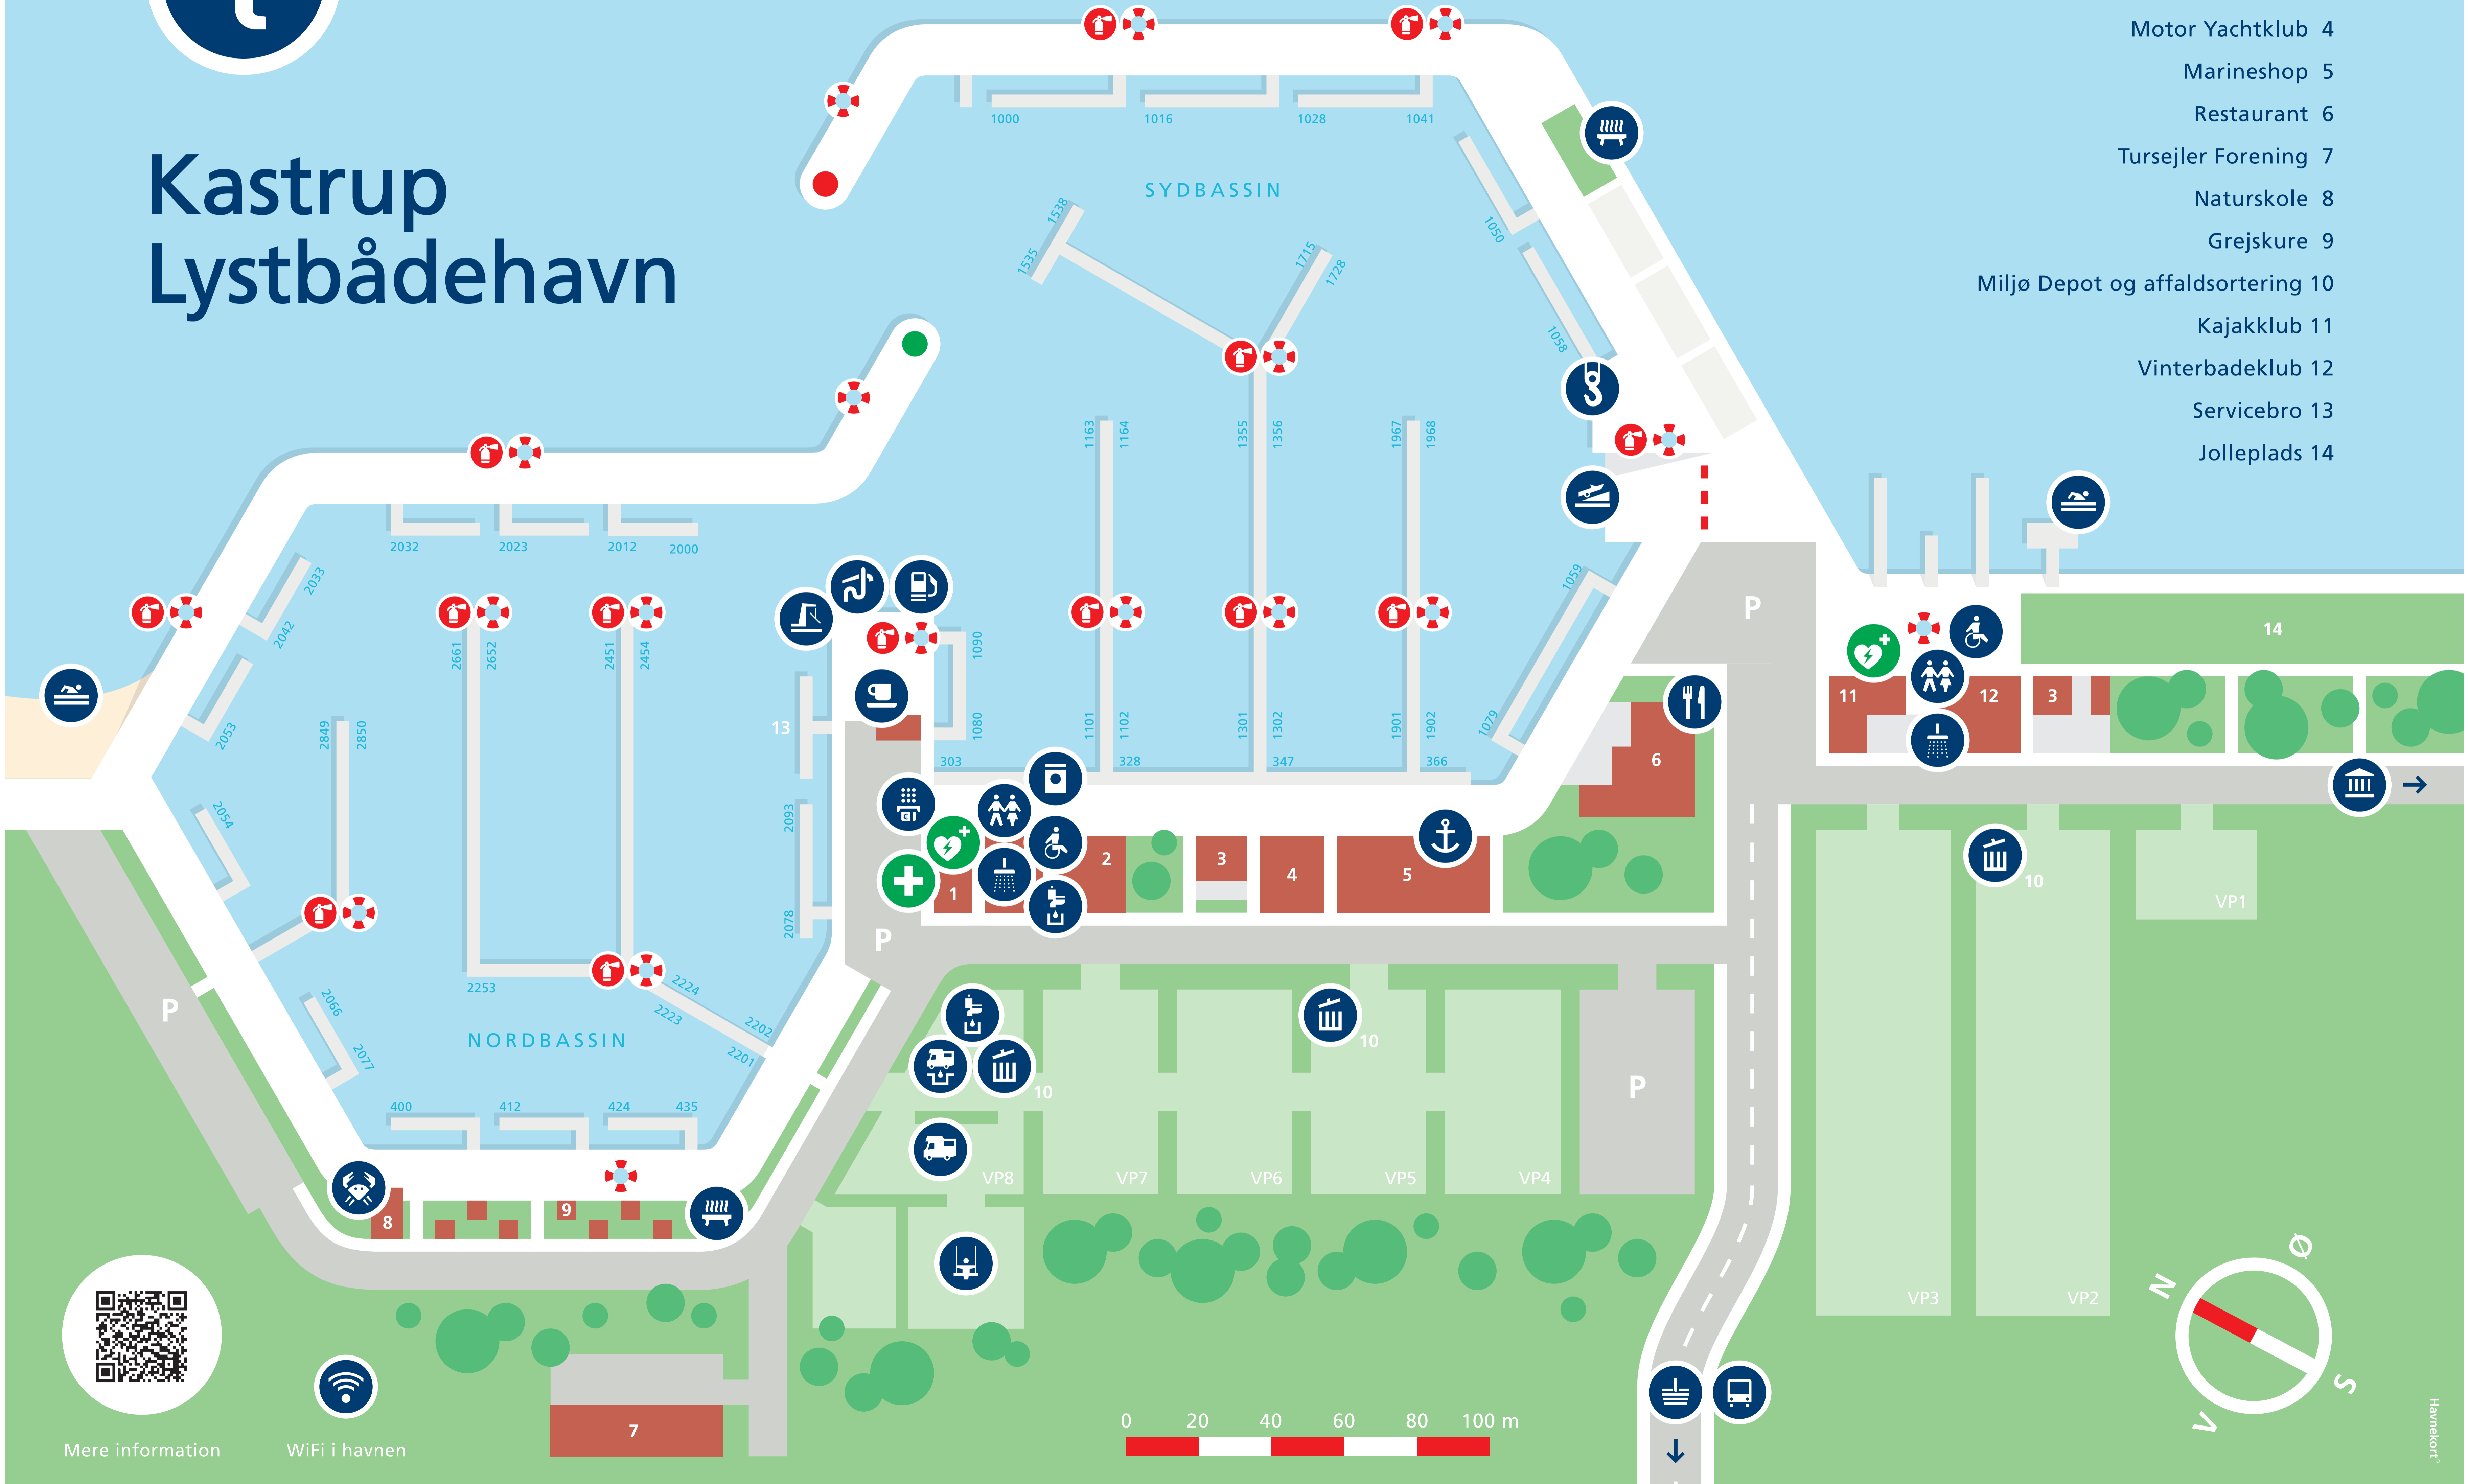 t
Kastrup
Lystbådehavn
Motor Yachtklub 4
Marineshop 5
Restaurant 6
Tursejler Forening 7
Naturskole 8
Grejskure 9
Miljø Depot og affaldsortering 10
Kajakklub 11
Vinterbadeklub 12
Servicebro 13
Jolleplads 14
1000
1016
1028
1041
SYDBASSIN
1538
1535
1715
1728
1050
1058
1163
1164
1355
1356
1967
1968
2032
2023
2012
2000
2033
2042
2053
2661
2652
2451
2454
1090
1080
1059
1079
P
14
2849
2850
13
1101
1102
1301
1302
1901
1902
303
328
347
366
6
11
12
3
2054
2093
2078
1
2
3
4
5
10
VP1
P
P
2253
2224
2223
2202
2201
2066
2077
NORDBASSIN
10
10
P
400
412
424
435
VP8
VP7
VP6
VP5
VP4
8
9
VP3
VP2
N
Ø
S
V
7
0 20 40 60 80 100 m
Mere information
WiFi i havnen
Havnekort©